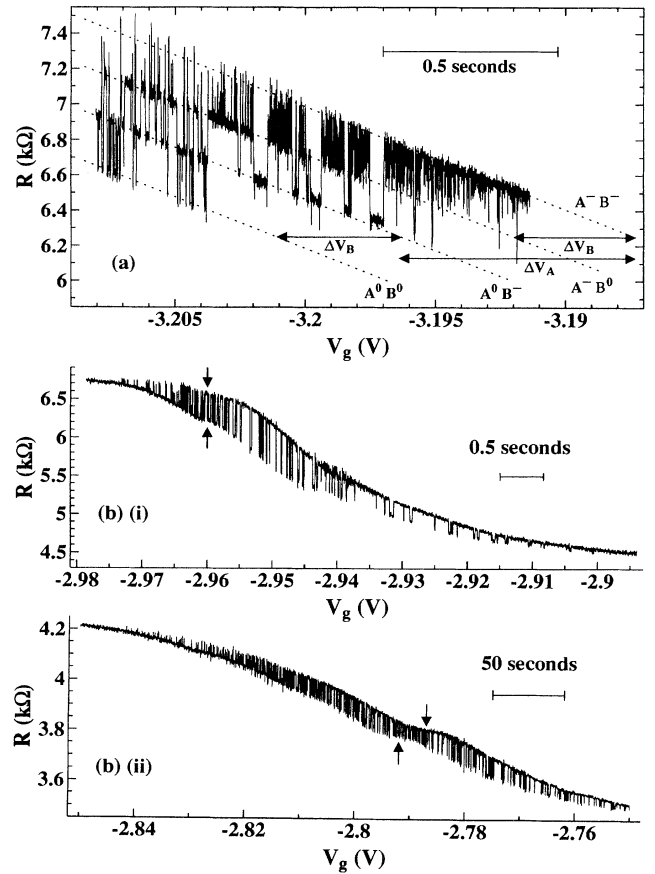 7.4
7.2
7
6.8
6.6
6.4
6.2
6
R (kΩ)
0.5 seconds
A⁻ B⁻
ΔV_B
ΔV_B
ΔV_A
(a)
A⁰ B⁰
A⁰ B⁻
A⁻ B⁰
-3.205 -3.2 -3.195 -3.19
V_g (V)
6.5
6
5.5
5
4.5
R (kΩ)
0.5 seconds
(b) (i)
-2.98 -2.97 -2.96 -2.95 -2.94 -2.93 -2.92 -2.91 -2.9
V_g (V)
4.2
4
3.8
3.6
R (kΩ)
50 seconds
(b) (ii)
-2.84 -2.82 -2.8 -2.78 -2.76
V_g (V)